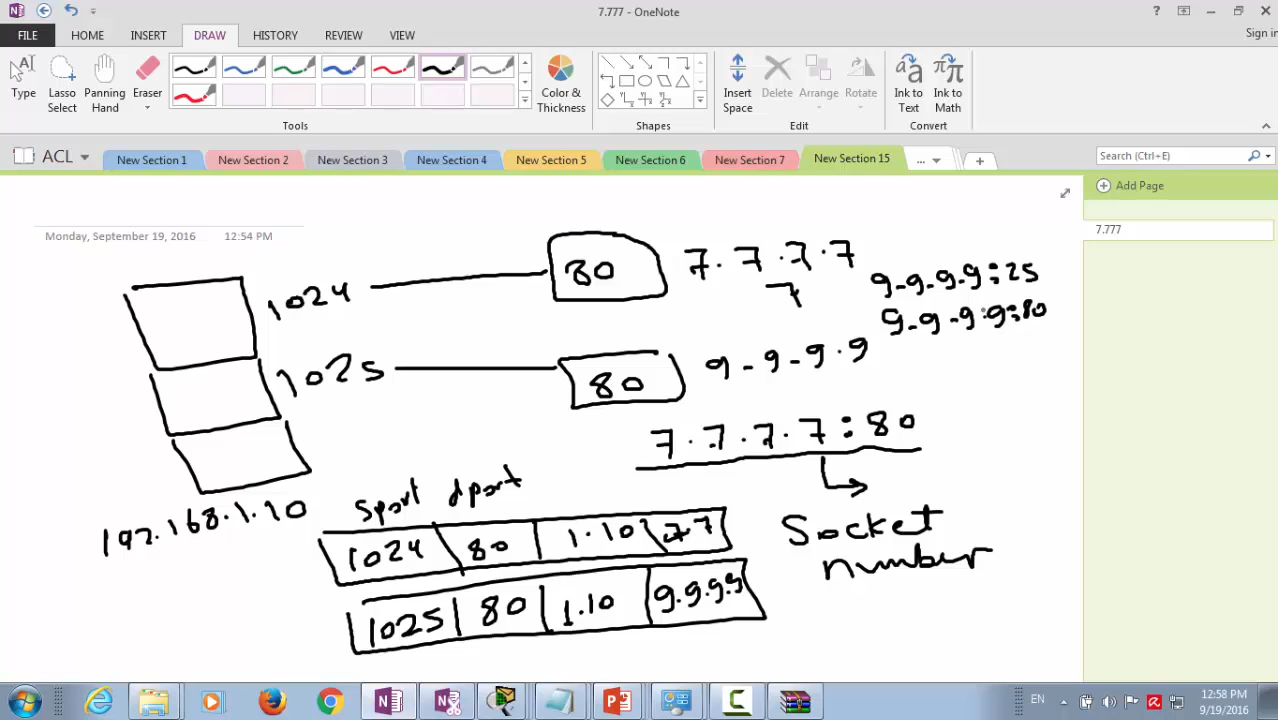 7.777 - OneNote
? Sign in
FILE HOME INSERT DRAW HISTORY REVIEW VIEW
Type
Lasso Select
Panning Hand
Eraser
Color & Thickness
Insert Space
Delete
Arrange
Rotate
Ink to Text
Ink to Math
Tools
Shapes
Edit
Convert
ACL
New Section 1 New Section 2 New Section 3 New Section 4 New Section 5 New Section 6 New Section 7 New Section 15 ...
Search (Ctrl+E)
Add Page
7.777
Monday, September 19, 2016 12:54 PM
1024 80 7.7.7.7
7
9-9-9.9:25
9-9-9.9:80
1025 80 9-9-9.9
7.7.7.7:80
Socket
number
192.168.1.10
sport dport
1024 80 1.10 7.7
1025 80 1.10 9.9.9.9
EN
12:58 PM
9/19/2016